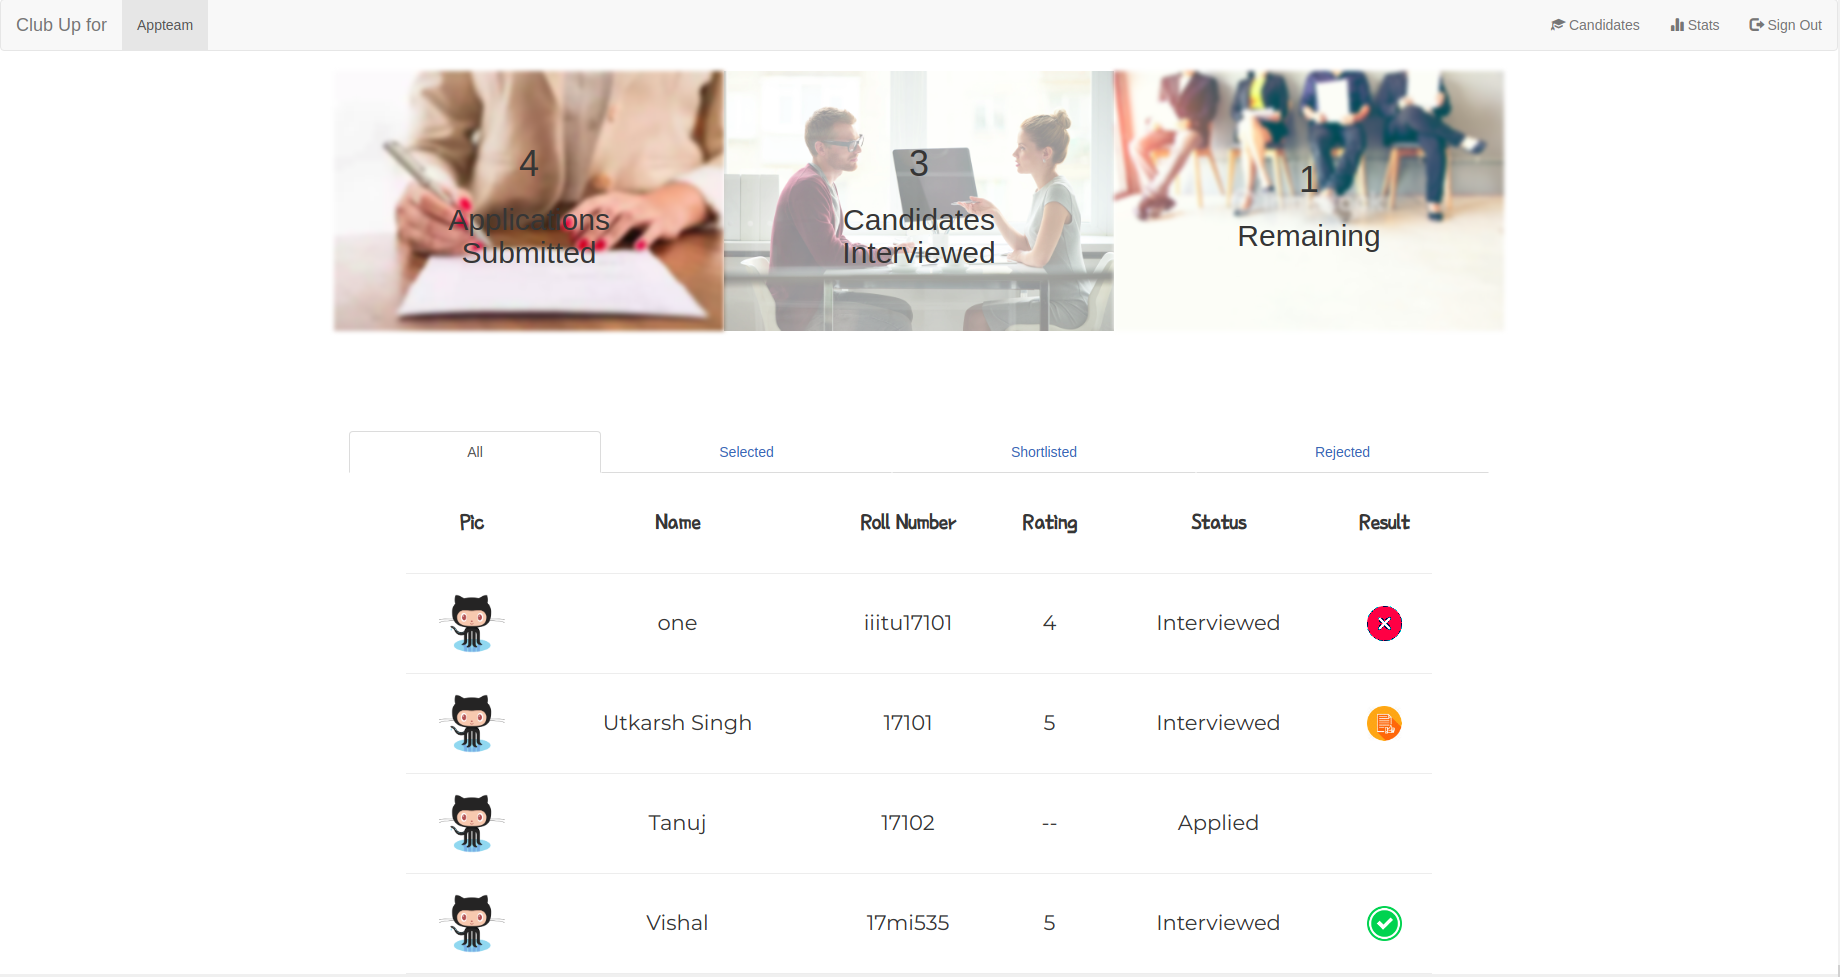 Club Up for Appteam Candidates Stats Sign Out
4
Applications
Submitted
3
Candidates
Interviewed
1
Remaining
All Selected Shortlisted Rejected
Pic Name Roll Number Rating Status Result
one iiitu17101 4 Interviewed
Utkarsh Singh 17101 5 Interviewed
Tanuj 17102 -- Applied
Vishal 17mi535 5 Interviewed